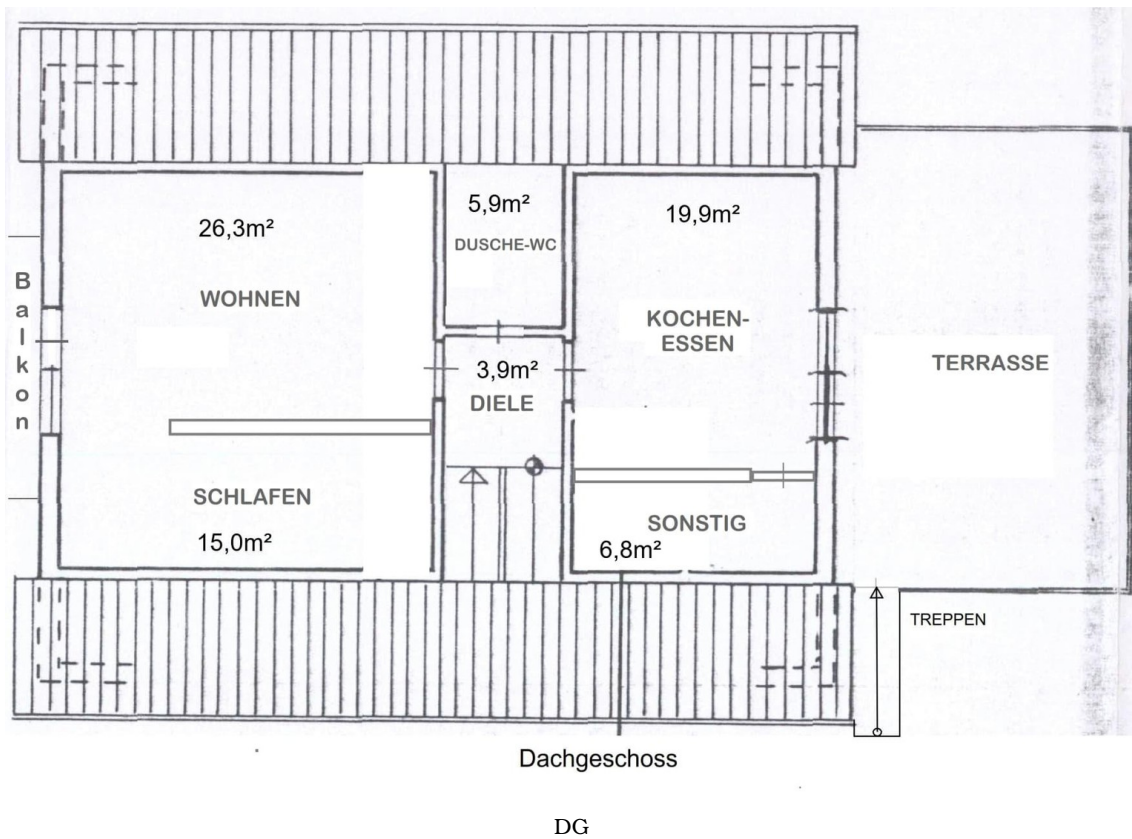 26,3m²
5,9m²
19,9m²
DUSCHE-WC
Balkon
WOHNEN
KOCHEN-
ESSEN
3,9m²
DIELE
TERRASSE
SCHLAFEN
15,0m²
SONSTIG
6,8m²
TREPPEN
Dachgeschoss
DG